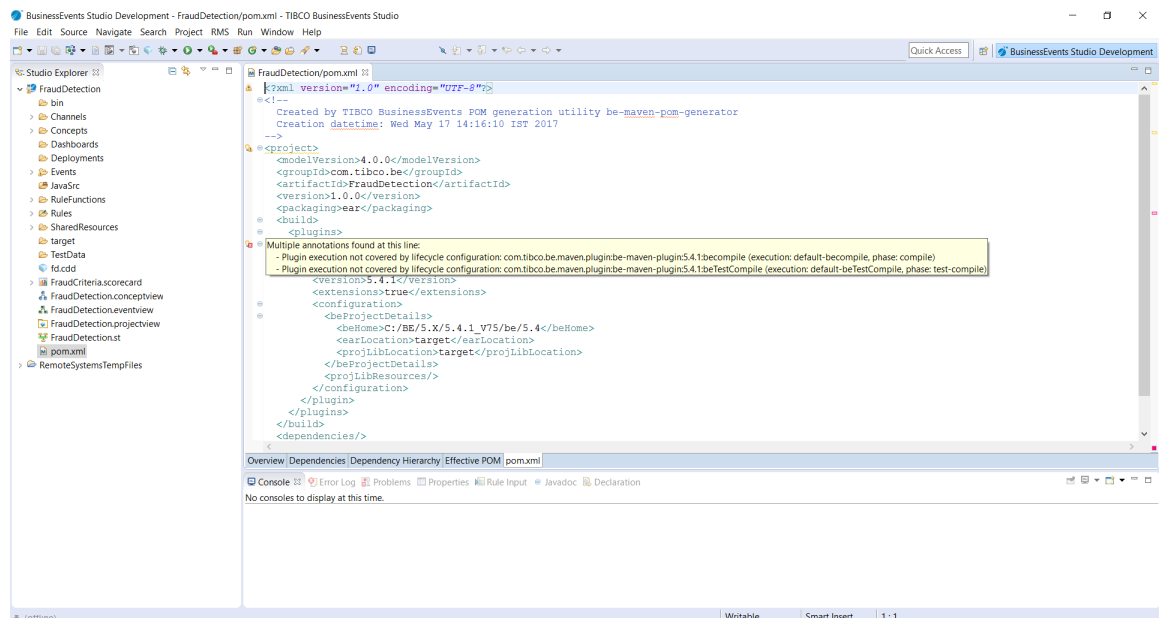 BusinessEvents Studio Development - FraudDetection/pom.xml - TIBCO BusinessEvents Studio
File Edit Source Navigate Search Project RMS Run Window Help
Quick Access
BusinessEvents Studio Development
Studio Explorer
FraudDetection
bin
Channels
Concepts
Dashboards
Deployments
Events
JavaSrc
RuleFunctions
Rules
SharedResources
target
TestData
fd.cdd
FraudCriteria.scorecard
FraudDetection.conceptview
FraudDetection.eventview
FraudDetection.projectview
FraudDetection.st
pom.xml
RemoteSystemsTempFiles
FraudDetection/pom.xml
<?xml version="1.0" encoding="UTF-8"?>
<!--
Created by TIBCO BusinessEvents POM generation utility be-maven-pom-generator
Creation datetime: Wed May 17 14:16:10 IST 2017
-->
<project>
<modelVersion>4.0.0</modelVersion>
<groupId>com.tibco.be</groupId>
<artifactId>FraudDetection</artifactId>
<version>1.0.0</version>
<packaging>ear</packaging>
<build>
<plugins>
Multiple annotations found at this line:
- Plugin execution not covered by lifecycle configuration: com.tibco.be.maven.plugin:be-maven-plugin:5.4.1:becompile (execution: default-becompile, phase: compile)
- Plugin execution not covered by lifecycle configuration: com.tibco.be.maven.plugin:be-maven-plugin:5.4.1:beTestCompile (execution: default-beTestCompile, phase: test-compile)
<version>5.4.1</version>
<extensions>true</extensions>
<configuration>
<beProjectDetails>
<beHome>C:/BE/5.X/5.4.1_V75/be/5.4</beHome>
<earLocation>target</earLocation>
<projLibLocation>target</projLibLocation>
</beProjectDetails>
<projLibResources/>
</configuration>
</plugin>
</plugins>
</build>
<dependencies/>
Overview Dependencies Dependency Hierarchy Effective POM pom.xml
Console Error Log Problems Properties Rule Input Javadoc Declaration
No consoles to display at this time.
Writable Smart Insert 1 : 1